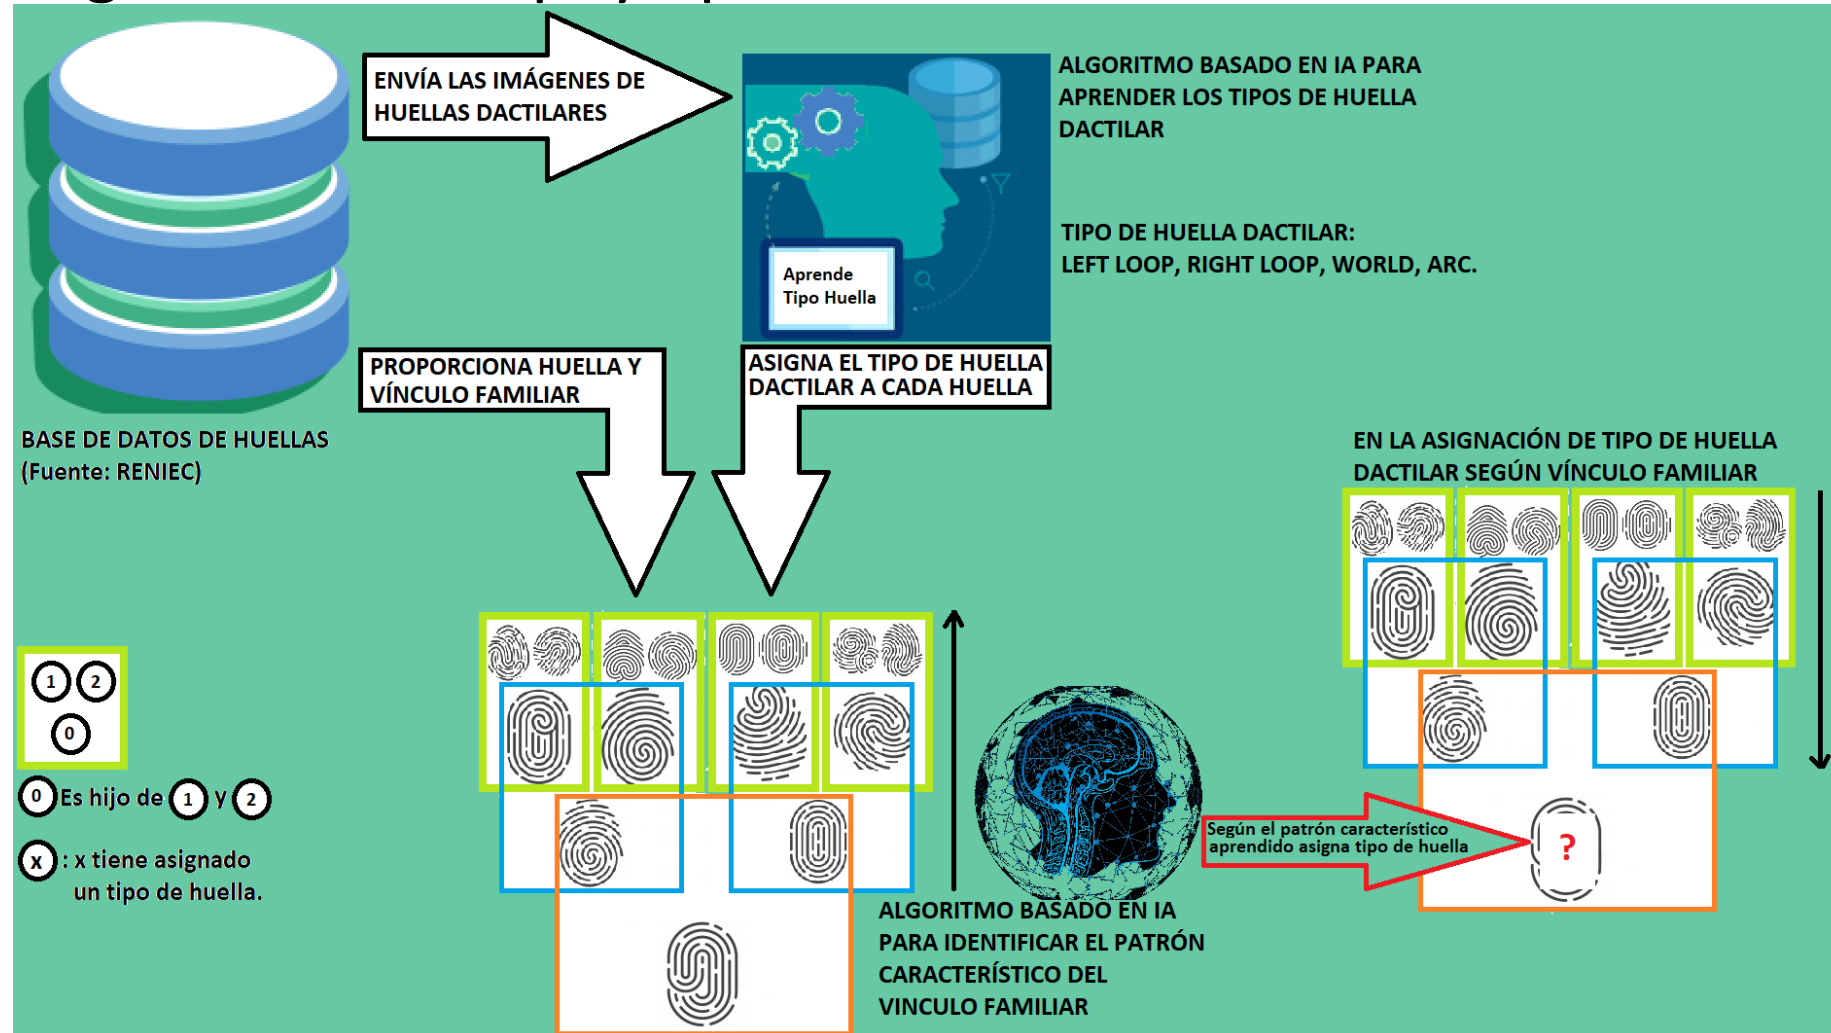 ENVÍA LAS IMÁGENES DE
HUELLAS DACTILARES
ALGORITMO BASADO EN IA PARA
APRENDER LOS TIPOS DE HUELLA
DACTILAR
TIPO DE HUELLA DACTILAR:
LEFT LOOP, RIGHT LOOP, WORLD, ARC.
Aprende
Tipo Huella
PROPORCIONA HUELLA Y
VÍNCULO FAMILIAR
ASIGNA EL TIPO DE HUELLA
DACTILAR A CADA HUELLA
BASE DE DATOS DE HUELLAS
(Fuente: RENIEC)
EN LA ASIGNACIÓN DE TIPO DE HUELLA
DACTILAR SEGÚN VÍNCULO FAMILIAR
1 2
0
0 Es hijo de 1 y 2
x : x tiene asignado
un tipo de huella.
Según el patrón característico
aprendido asigna tipo de huella
?
ALGORITMO BASADO EN IA
PARA IDENTIFICAR EL PATRÓN
CARACTERÍSTICO DEL
VINCULO FAMILIAR